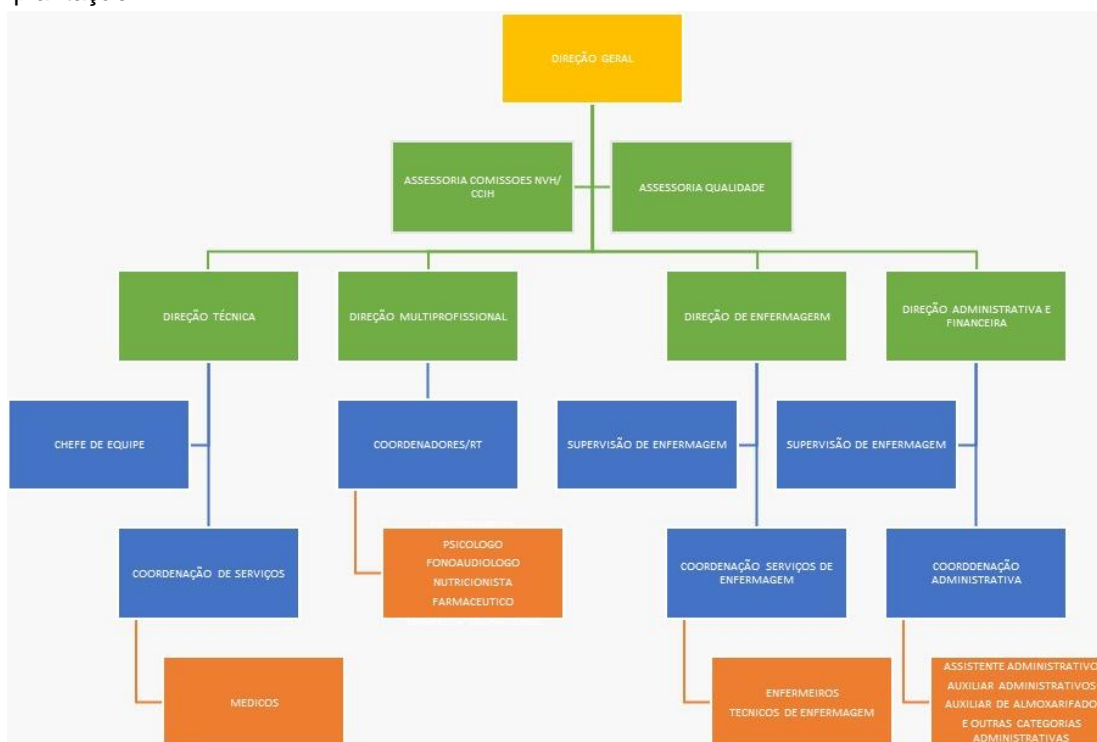 DIREÇÃO GERAL
ASSESSORIA COMISSOES NVH/
CCIH
ASSESSORIA QUALIDADE
DIREÇÃO TÉCNICA
DIREÇÃO MULTIPROFISSIONAL
DIREÇÃO DE ENFERMAGERM
DIREÇÃO ADMINISTRATIVA E
FINANCEIRA
CHEFE DE EQUIPE
COORDENADORES/RT
SUPERVISÃO DE ENFERMAGEM
SUPERVISÃO DE ENFERMAGEM
COORDENAÇÃO DE SERVIÇOS
PSICOLOGO
FONOAUDIOLOGO
NUTRICIONISTA
FARMACEUTICO
COORDENAÇÃO SERVIÇOS DE
ENFERMAGEM
COORDDENAÇÃO
ADMINISTRATIVA
MEDICOS
ENFERMEIROS
TECNICOS DE ENFERMAGEM
ASSISTENTE ADMINISTRATIVO
AUXILIAR ADMINISTRATIVOS
AUXILIAR DE ALMOXARIFADO
E OUTRAS CATEGORIAS
ADMINISTRATIVAS